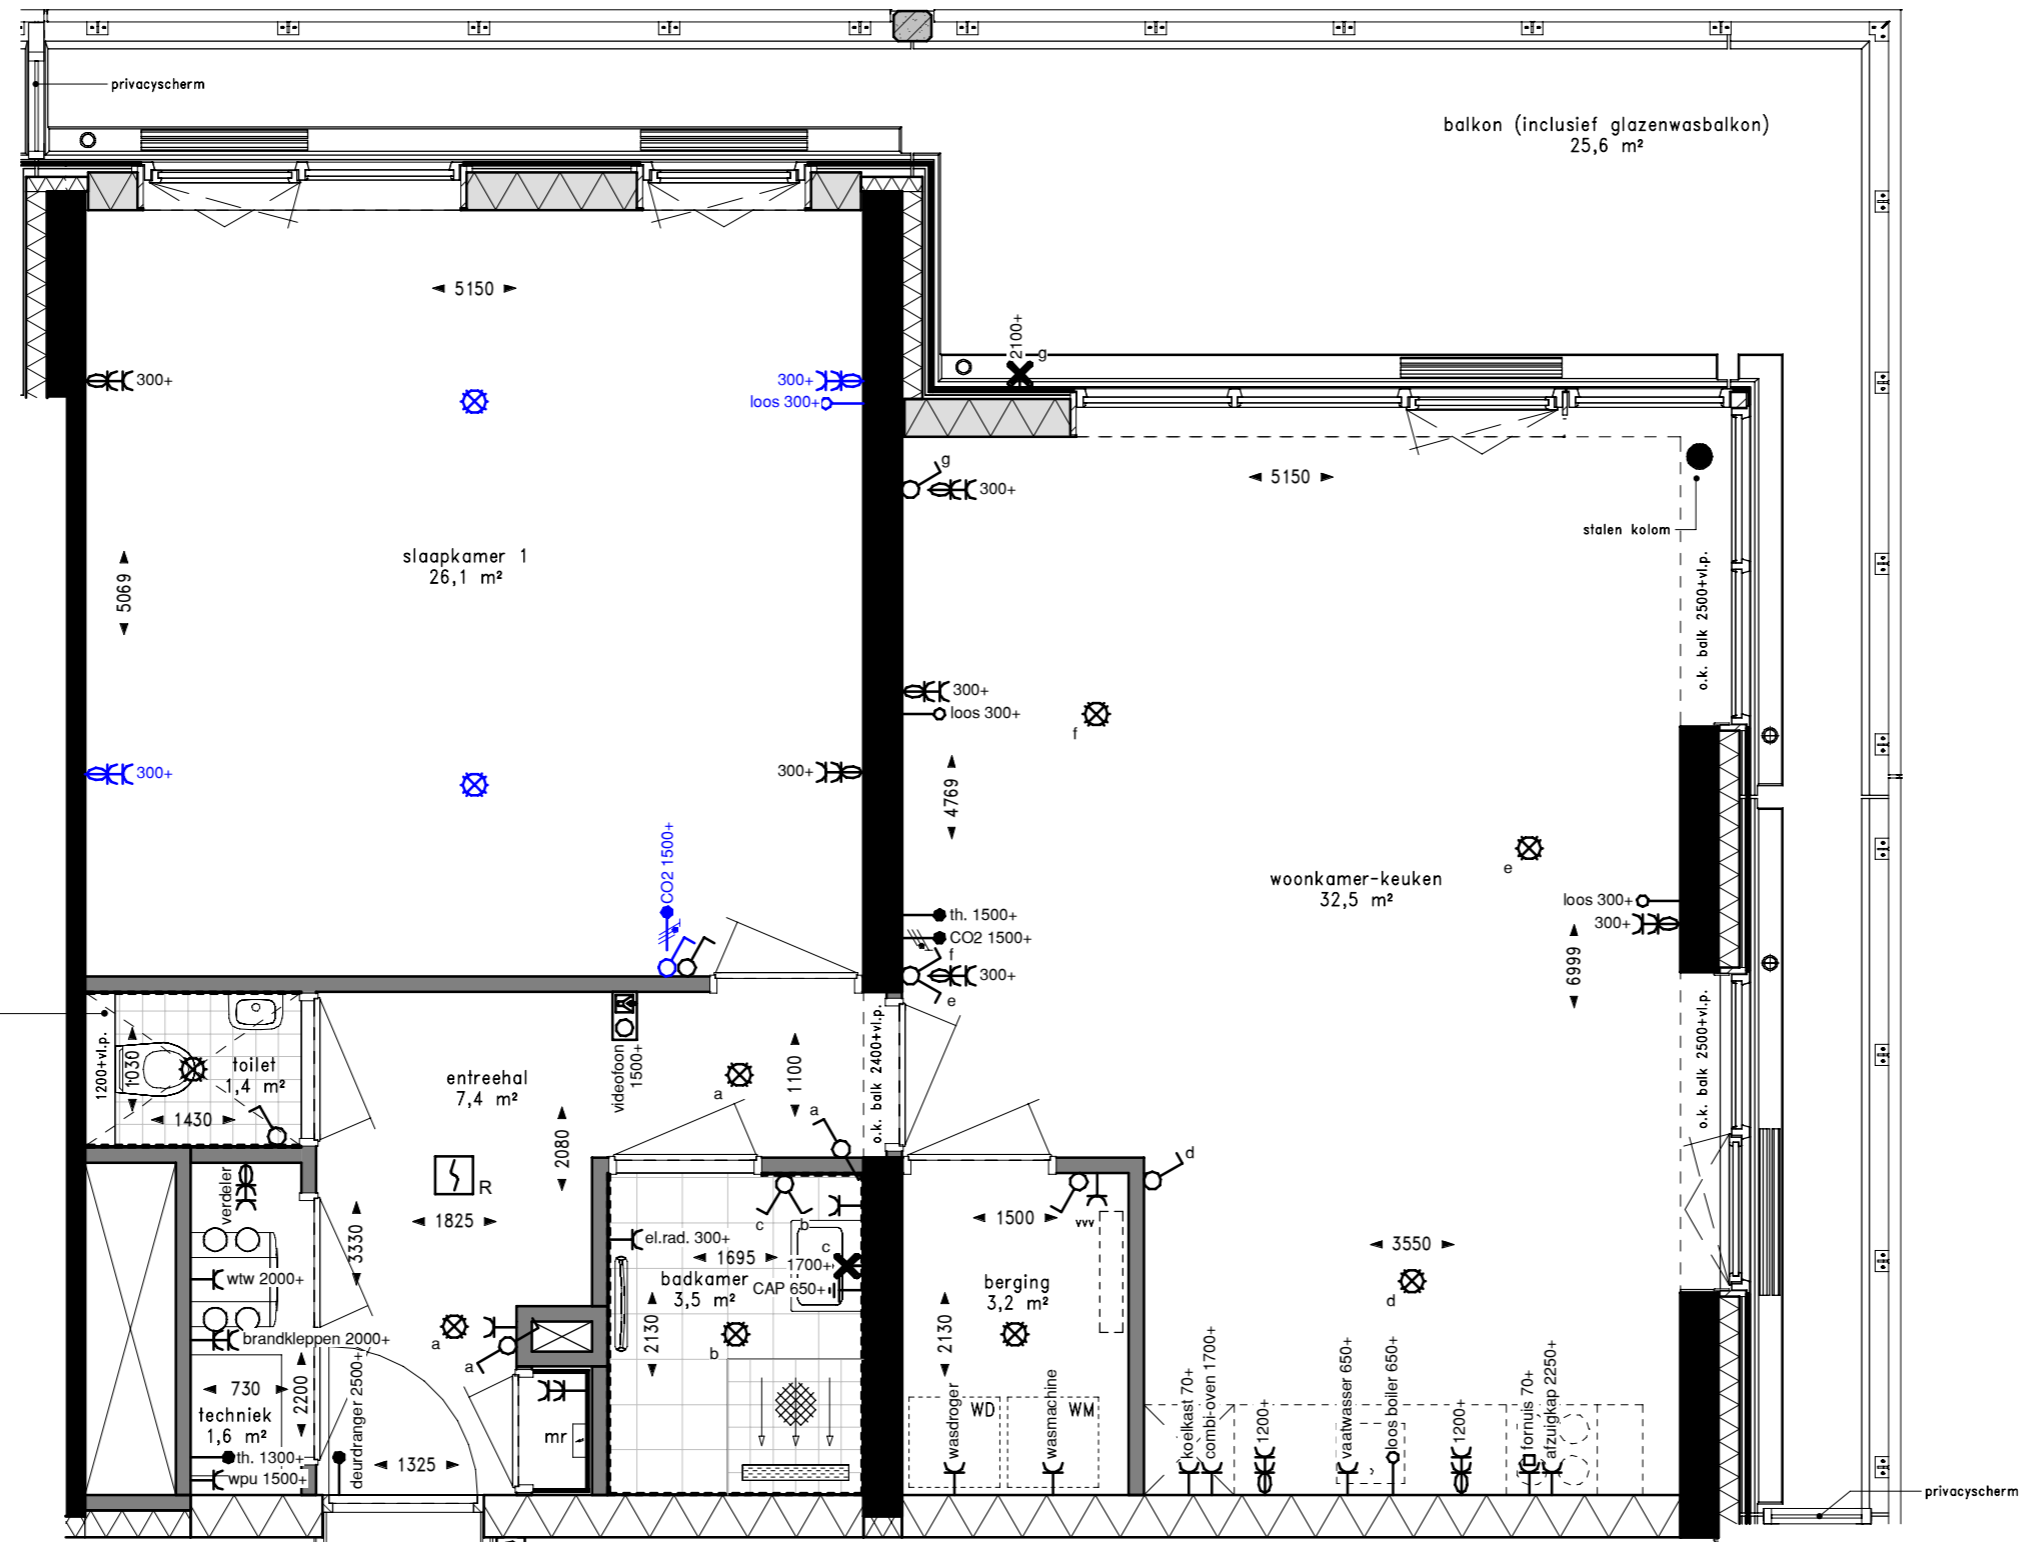 privacyscherm
balkon (inclusief glazenwasbalkon)
25,6 m²
5150
300+
300+
loos 300+
2100+
g
g
300+
5150
stalen kolom
o.k. balk 2500+vl.p.
slaapkamer 1
26,1 m²
5069
300+
loos 300+
f
4769
300+
300+
CO2 1500+
e
woonkamer-keuken
32,5 m²
loos 300+
300+
6999
th. 1500+
CO2 1500+
f
300+
e
1200+vl.p.
1030
toilet
1,4 m²
1430
entreehal
7,4 m²
videofoon
1500+
a
1100
a
o.k. balk 2400+vl.p.
o.k. balk 2500+vl.p.
2080
d
verdeler
R
1825
3330
c
b
el.rad. 300+
1695
c
1700+
badkamer
3,5 m²
CAP 650+
2130
b
1500
vvv
berging
3,2 m²
2130
3550
d
wtw 2000+
brandkleppen 2000+
a
a
730
2200
deurdranger 2500+
techniek
1,6 m²
th. 1300+
wpu 1500+
1325
mr
wasdroger
WD
wasmachine
WM
koelkast 70+
combi-oven 1700+
1200+
vaatwasser 650+
loos boiler 650+
1200+
fornuis 70+
afzuigkap 2250+
privacyscherm